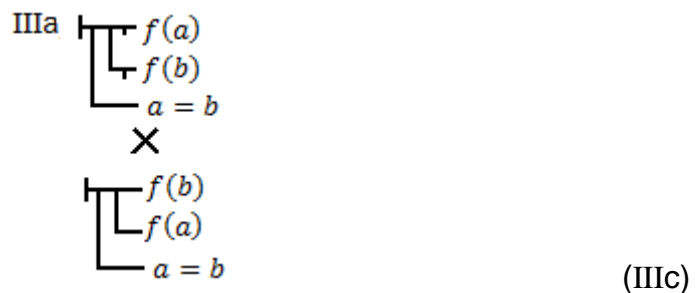 IIIa f(a)
f(b)
a = b
×
f(b)
f(a)
a = b
(IIIc)